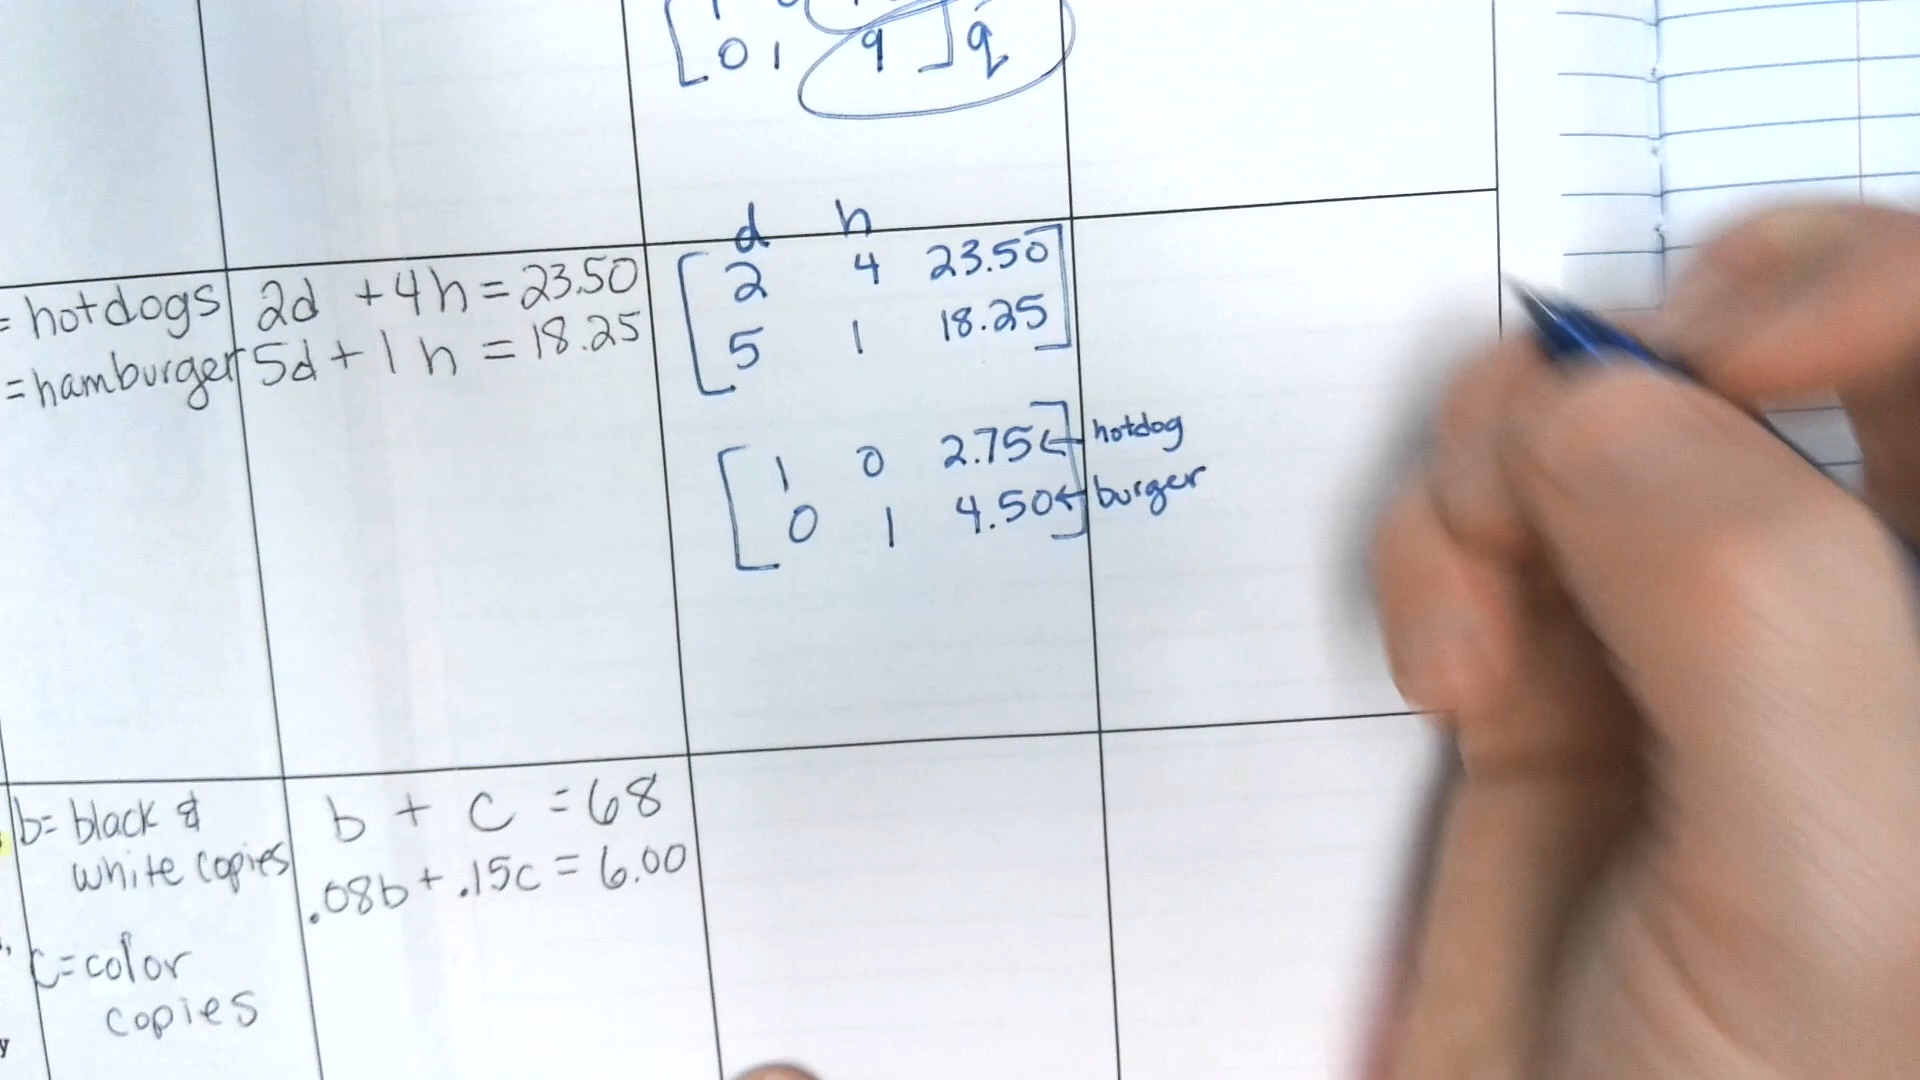 0 1 9 ] q
d h
= hotdogs
2d + 4h = 23.50
[ 2 4 23.50 ]
= hamburger
5d + 1h = 18.25
5 1 18.25
[ 1 0 2.75 ] ← hotdog
0 1 4.50 ← burger
b = black &
white copies
b + c = 68
.08b + .15c = 6.00
c = color
copies
y